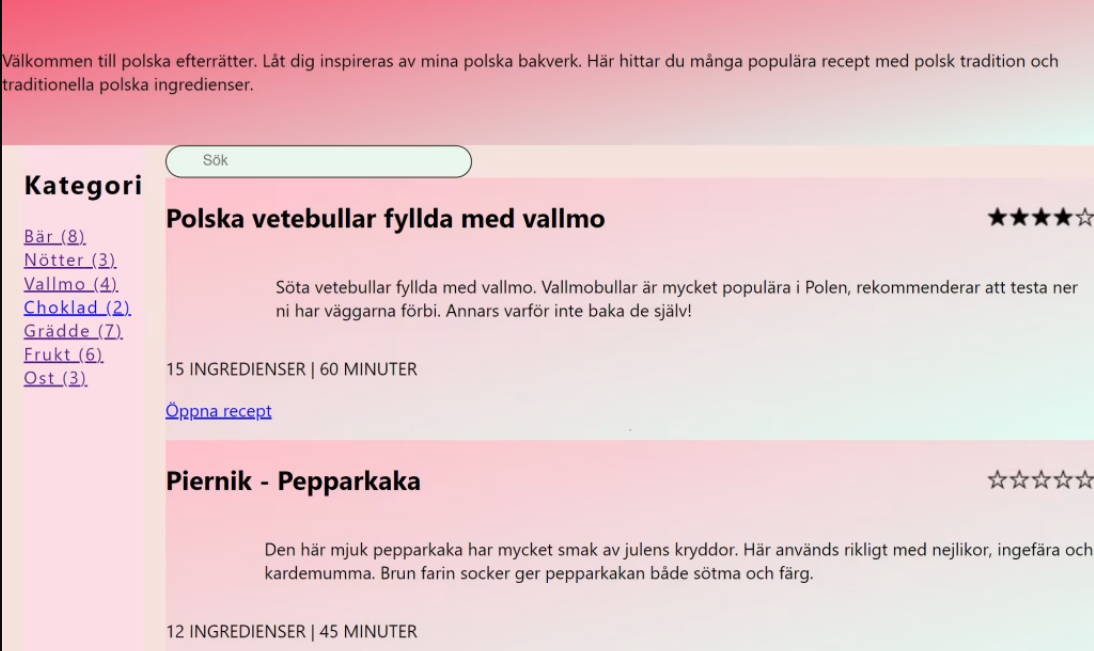 Välkommen till polska efterrätter. Låt dig inspireras av mina polska bakverk. Här hittar du många populära recept med polsk tradition och
traditionella polska ingredienser.
Sök
Kategori
Bär (8)
Nötter (3)
Vallmo (4)
Choklad (2)
Grädde (7)
Frukt (6)
Ost (3)
Polska vetebullar fyllda med vallmo
★★★★☆
Söta vetebullar fyllda med vallmo. Vallmobullar är mycket populära i Polen, rekommenderar att testa ner
ni har väggarna förbi. Annars varför inte baka de själv!
15 INGREDIENSER | 60 MINUTER
Öppna recept
Piernik - Pepparkaka
☆☆☆☆☆
Den här mjuk pepparkaka har mycket smak av julens kryddor. Här används rikligt med nejlikor, ingefära och
kardemumma. Brun farin socker ger pepparkakan både sötma och färg.
12 INGREDIENSER | 45 MINUTER